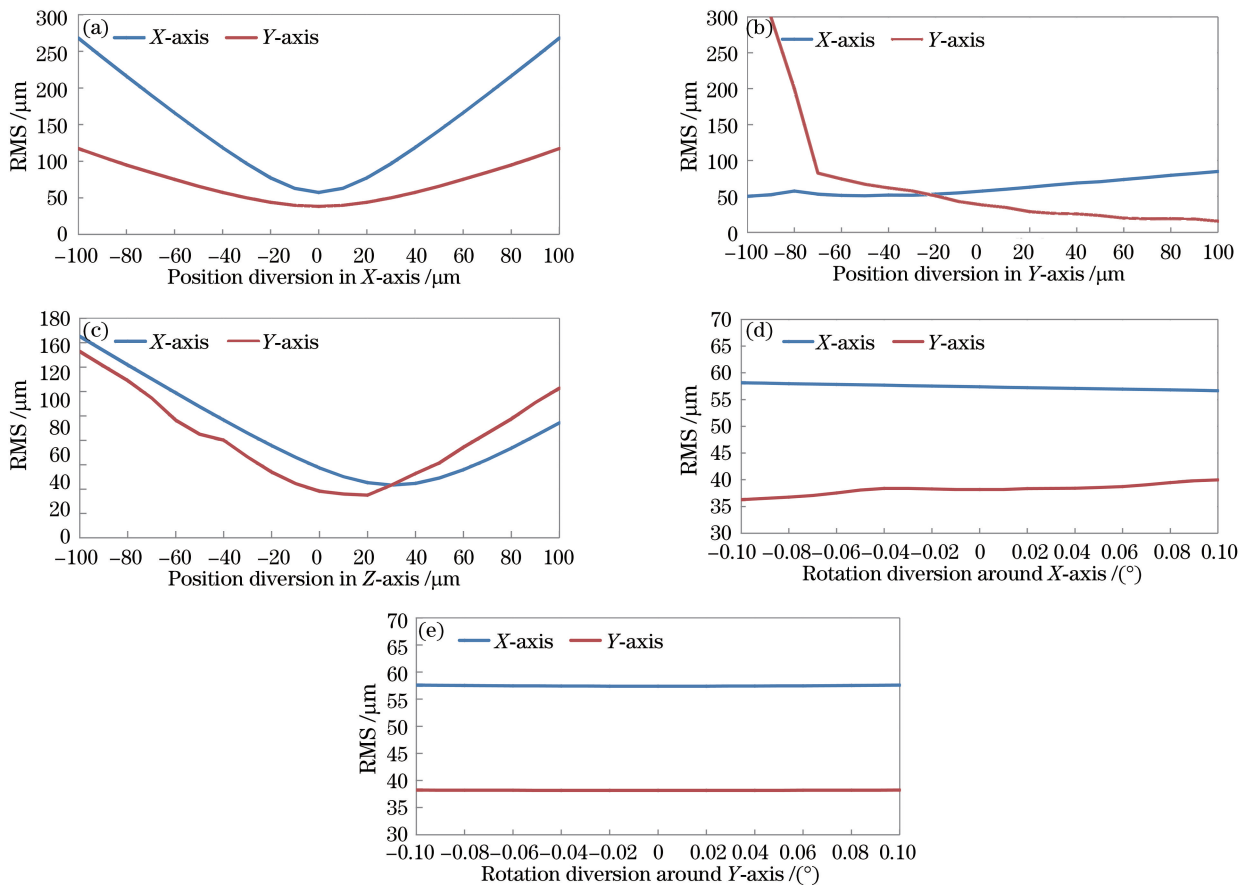 (a) X-axis Y-axis
300
250
200
150
100
50
0
RMS /μm
−100 −80 −60 −40 −20 0 20 40 60 80 100
Position diversion in X-axis /μm
(b) X-axis Y-axis
300
250
200
150
100
50
0
RMS /μm
−100 −80 −60 −40 −20 0 20 40 60 80 100
Position diversion in Y-axis /μm
(c) X-axis Y-axis
180
160
140
120
100
80
60
40
0
RMS /μm
−100 −80 −60 −40 −20 0 20 40 60 80 100
Position diversion in Z-axis /μm
(d) X-axis Y-axis
70
65
60
55
50
45
40
35
30
RMS /μm
−0.10 −0.08 −0.06 −0.04 −0.02 0 0.02 0.04 0.06 0.08 0.10
Rotation diversion around X-axis /(°)
(e) X-axis Y-axis
70
65
60
55
50
45
40
35
30
RMS /μm
−0.10 −0.08 −0.06 −0.04 −0.02 0 0.02 0.04 0.06 0.08 0.10
Rotation diversion around Y-axis /(°)